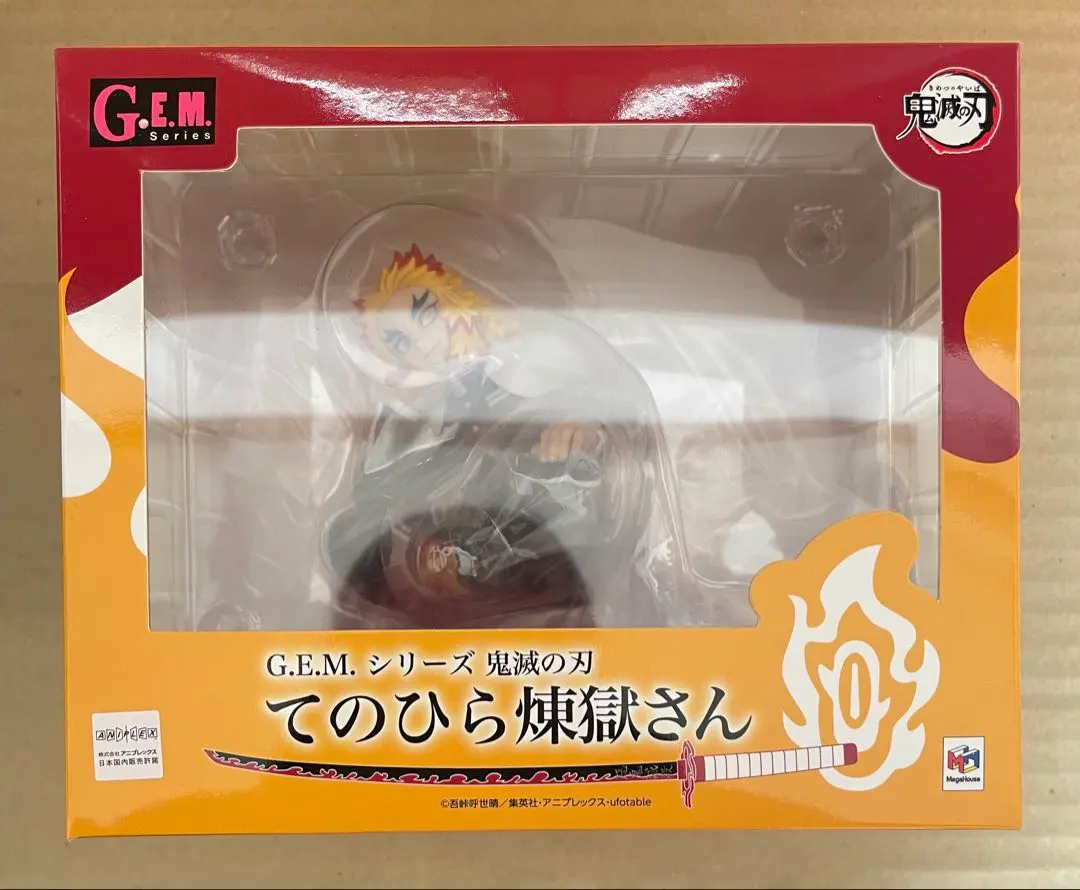 G.E.M.
Series
きめつのやいば
鬼滅の刃
G.E.M. シリーズ 鬼滅の刃
てのひら煉獄さん
ANIPLEX
株式会社アニプレックス
日本国内販売許諾
MegaHouse
©吾峠呼世晴／集英社・アニプレックス・ufotable